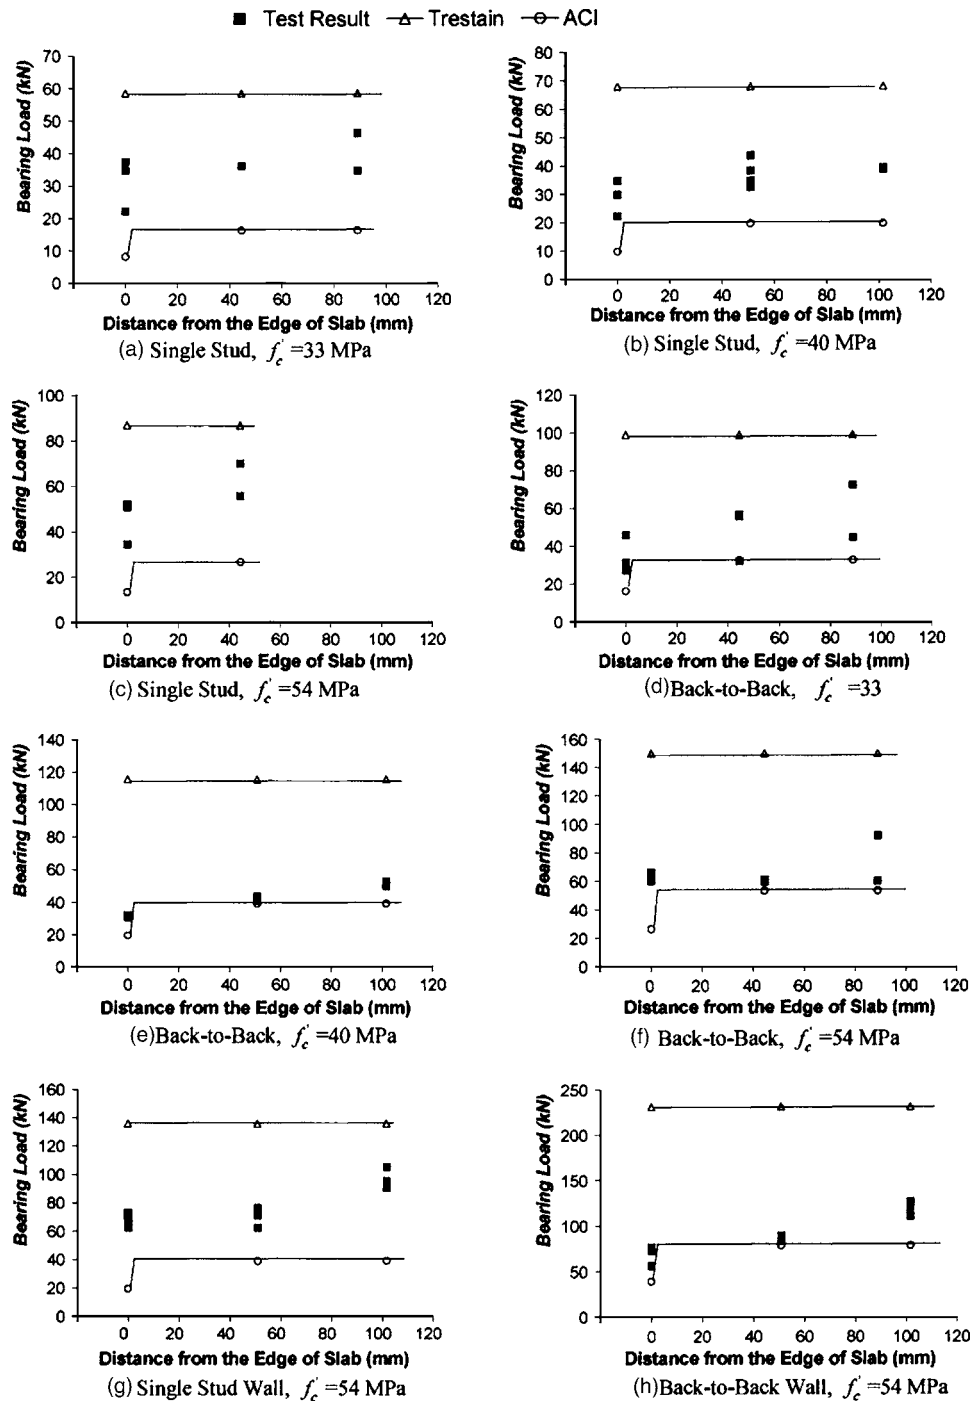 Test Result Trestain ACI
Bearing Load (kN)
70
60
50
40
30
20
10
0
0 20 40 60 80 100 120
Distance from the Edge of Slab (mm)
(a) Single Stud, f'c =33 MPa
Bearing Load (kN)
80
70
60
50
40
30
20
10
0
0 20 40 60 80 100 120
Distance from the Edge of Slab (mm)
(b) Single Stud, f'c =40 MPa
Bearing Load (kN)
100
80
60
40
20
0
0 20 40 60 80 100 120
Distance from the Edge of Slab (mm)
(c) Single Stud, f'c =54 MPa
Bearing Load (kN)
120
100
80
60
40
20
0
0 20 40 60 80 100 120
Distance from the Edge of Slab (mm)
(d) Back-to-Back, f'c =33
Bearing Load (kN)
140
120
100
80
60
40
20
0
0 20 40 60 80 100 120
Distance from the Edge of Slab (mm)
(e) Back-to-Back, f'c =40 MPa
Bearing Load (kN)
160
140
120
100
80
60
40
20
0
0 20 40 60 80 100 120
Distance from the Edge of Slab (mm)
(f) Back-to-Back, f'c =54 MPa
Bearing Load (kN)
160
140
120
100
80
60
40
20
0
0 20 40 60 80 100 120
Distance from the Edge of Slab (mm)
(g) Single Stud Wall, f'c =54 MPa
Bearing Load (kN)
250
200
150
100
50
0
0 20 40 60 80 100 120
Distance from the Edge of Slab (mm)
(h) Back-to-Back Wall, f'c =54 MPa